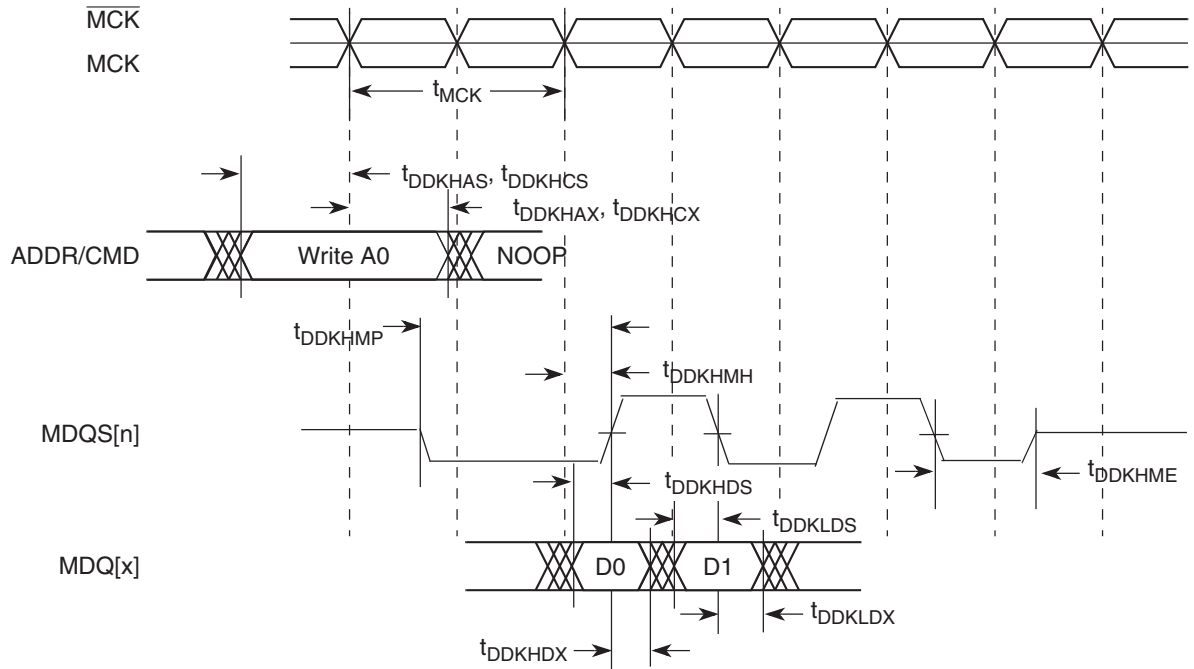 MCK
MCK
tMCK
tDDKHAS, tDDKHCS
tDDKHAX, tDDKHCX
ADDR/CMD
Write A0
NOOP
tDDKHMP
tDDKHMH
MDQS[n]
tDDKHDS
tDDKHME
tDDKLDS
MDQ[x]
D0
D1
tDDKLDX
tDDKHDX